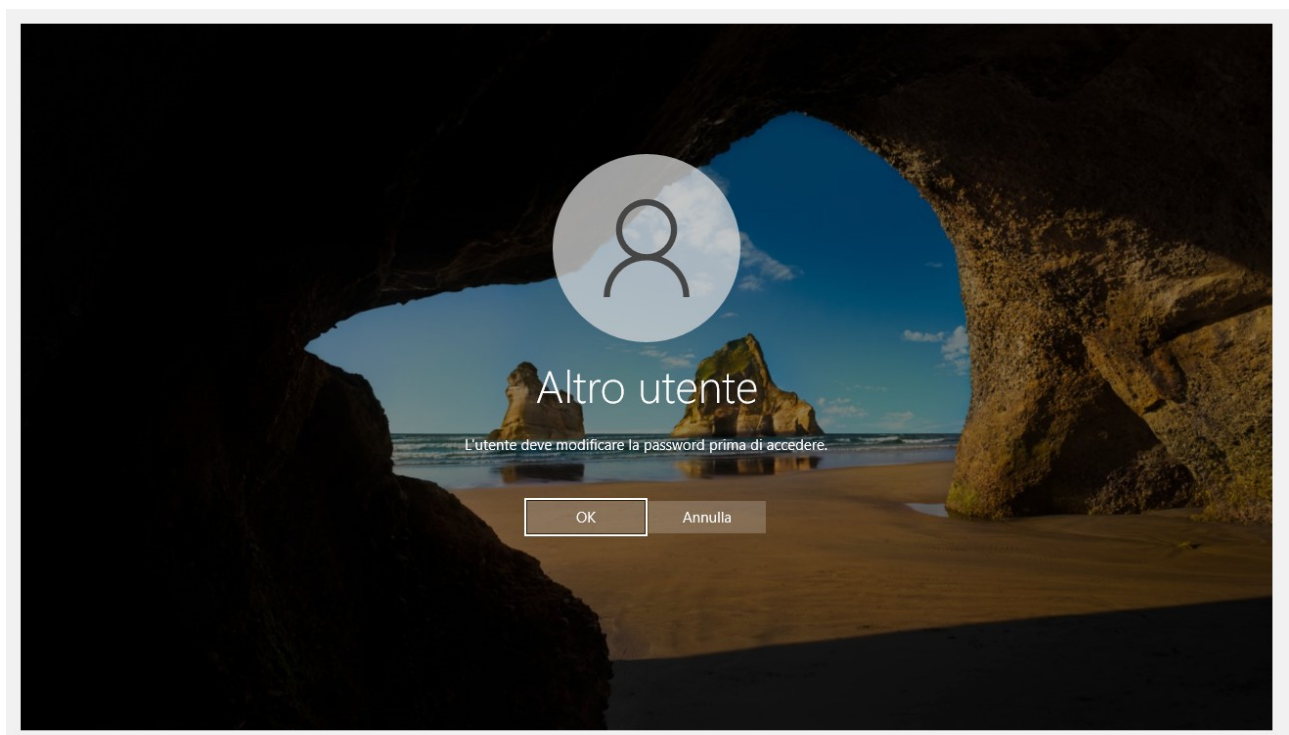 Altro utente
L'utente deve modificare la password prima di accedere.
OK
Annulla